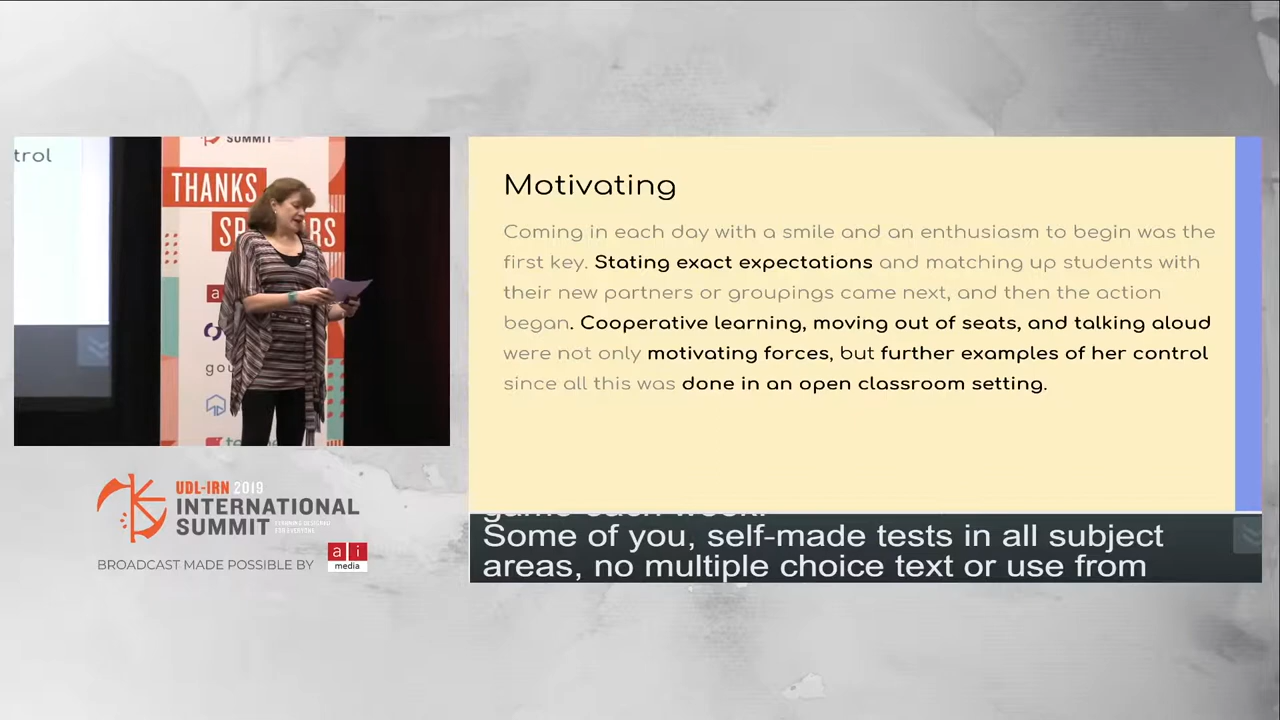 trol
SUMMIT
THANKS
SP RS
a
gou
Motivating
Coming in each day with a smile and an enthusiasm to begin was the
first key. Stating exact expectations and matching up students with
their new partners or groupings came next, and then the action
began. Cooperative learning, moving out of seats, and talking aloud
were not only motivating forces, but further examples of her control
since all this was done in an open classroom setting.
game each week.
Some of you, self-made tests in all subject
areas, no multiple choice text or use from
UDL-IRN 2019
INTERNATIONAL
SUMMIT
BROADCAST MADE POSSIBLE BY
ai
media